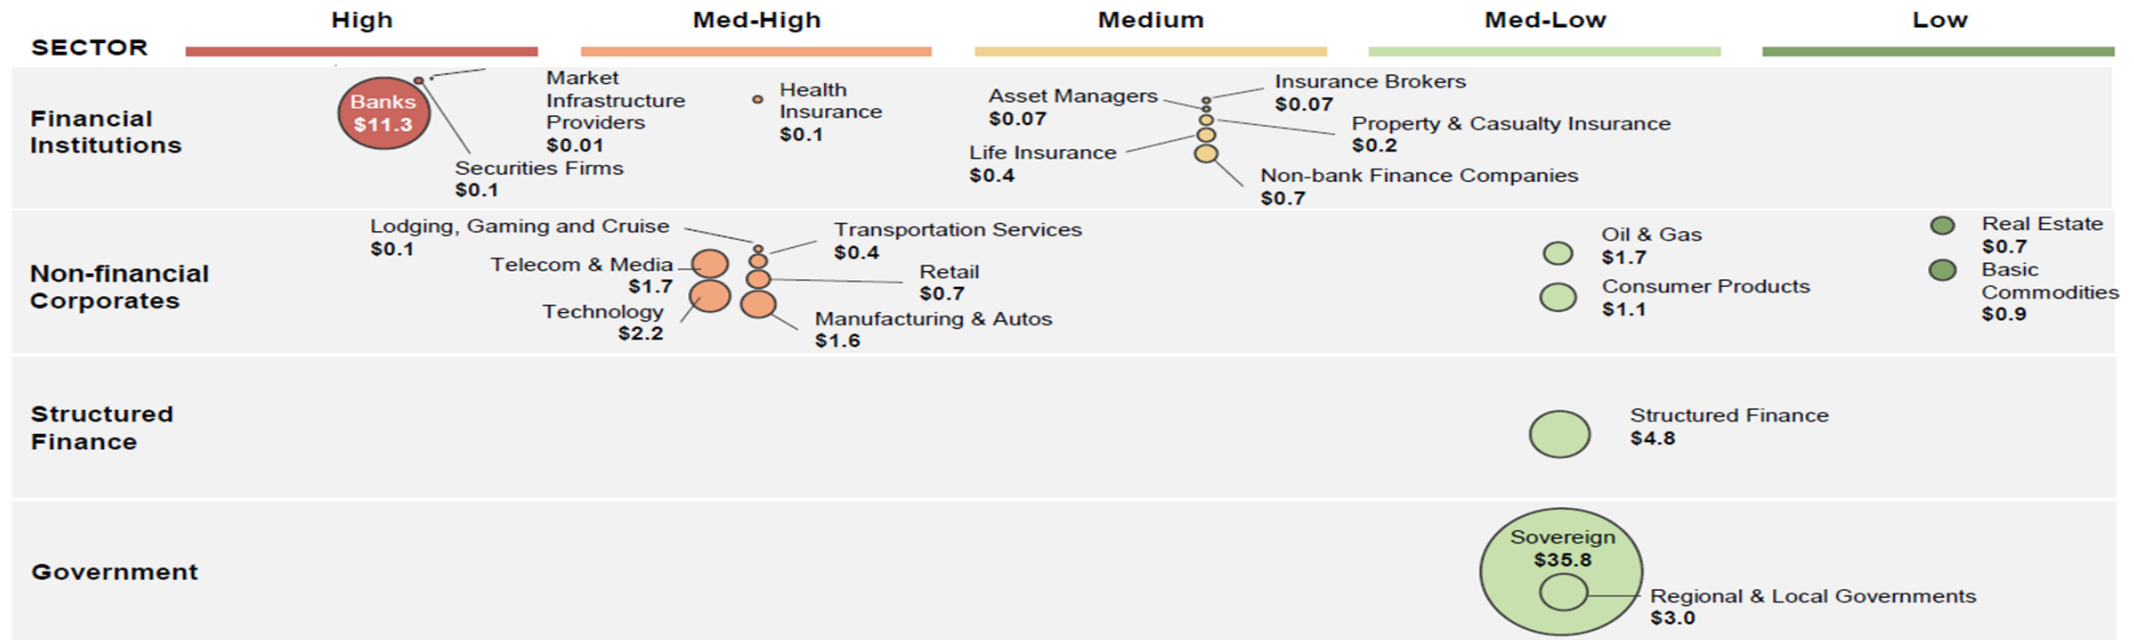 High
Med-High
Medium
Med-Low
Low
SECTOR
Financial
Institutions
Banks
$11.3
Market
Infrastructure
Providers
$0.01
Securities Firms
$0.1
Health
Insurance
$0.1
Asset Managers
$0.07
Insurance Brokers
$0.07
Property & Casualty Insurance
$0.2
Life Insurance
$0.4
Non-bank Finance Companies
$0.7
Non-financial
Corporates
Lodging, Gaming and Cruise
$0.1
Transportation Services
$0.4
Telecom & Media
$1.7
Retail
$0.7
Technology
$2.2
Manufacturing & Autos
$1.6
Oil & Gas
$1.7
Consumer Products
$1.1
Real Estate
$0.7
Basic
Commodities
$0.9
Structured
Finance
Structured Finance
$4.8
Government
Sovereign
$35.8
Regional & Local Governments
$3.0